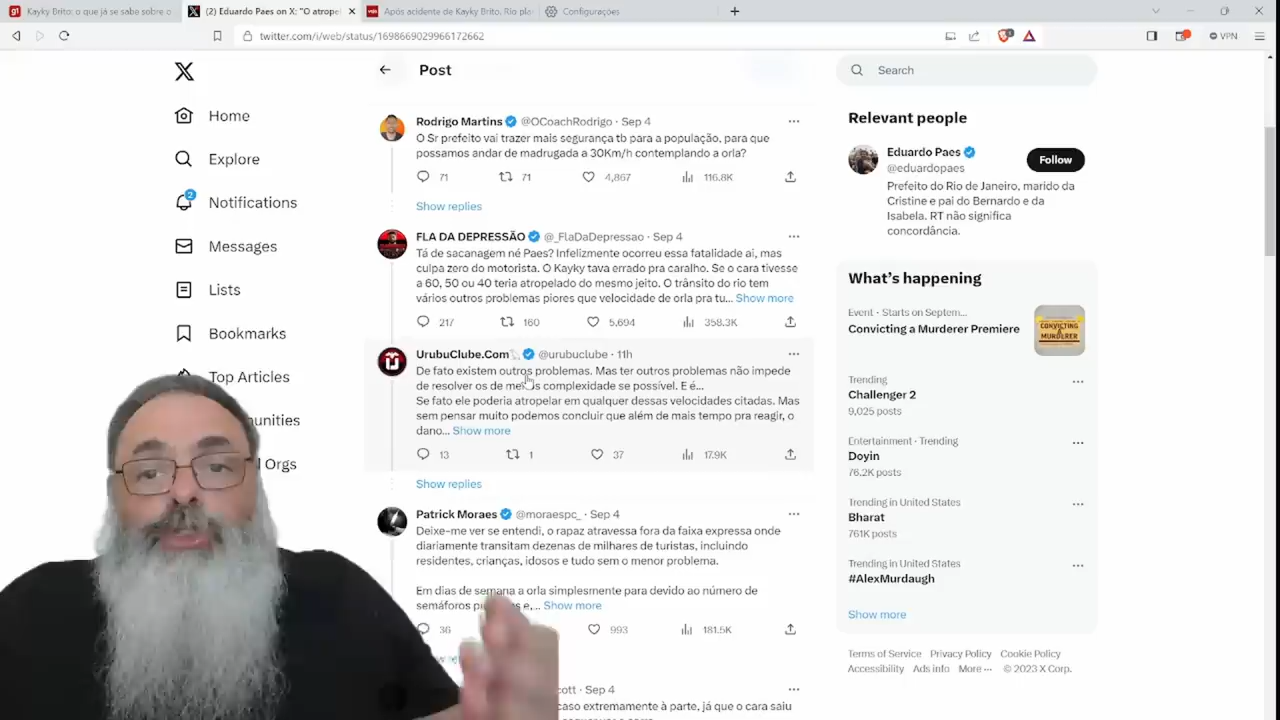 Kayky Brito: o que já se sabe sobre o
(2) Eduardo Paes on X: "O atropel
Após acidente de Kayky Brito, Rio pla
Configurações
twitter.com/i/web/status/1698669029966172662
VPN
Home
Explore
2
Notifications
Messages
Lists
Bookmarks
Top Articles
Orgs
Post
Rodrigo Martins @OCoachRodrigo · Sep 4
O Sr prefeito vai trazer mais segurança tb para a população, para que
possamos andar de madrugada a 30Km/h contemplando a orla?
71 71 4,867 116.8K
Show replies
FLA DA DEPRESSÃO @_FlaDaDepressao · Sep 4
Tá de sacanagem né Paes? Infelizmente ocorreu essa fatalidade ai, mas
culpa zero do motorista. O Kayky tava errado pra caralho. Se o cara tivesse
a 60, 50 ou 40 teria atropelado do mesmo jeito. O trânsito do rio tem
vários outros problemas piores que velocidade de orla pra tu... Show more
217 160 5,694 358.3K
UrubuClube.Com @urubuclube · 11h
De fato existem outros problemas. Mas ter outros problemas não impede
de resolver os de menos complexidade se possível. E é...
Se fato ele poderia atropelar em qualquer dessas velocidades citadas. Mas
sem pensar muito podemos concluir que além de mais tempo pra reagir, o
dano... Show more
13 1 37 17.9K
Show replies
Patrick Moraes @moraespc_ · Sep 4
Deixe-me ver se entendi, o rapaz atravessa fora da faixa expressa onde
diariamente transitam dezenas de milhares de turistas, incluindo
residentes, crianças, idosos e tudo sem o menor problema.
Em dias de semana a orla simplesmente para devido ao número de
semáforos e,... Show more
36 993 181.5K
· Sep 4
caso extremamente à parte, já que o cara saiu
Search
Relevant people
Eduardo Paes
@eduardopaes
Follow
Prefeito do Rio de Janeiro, marido da
Cristine e pai do Bernardo e da
Isabela. RT não significa
concordância.
What's happening
Event · Starts on Septem...
Convicting a Murderer Premiere
CONVICTING A MURDERER
Trending
Challenger 2
9,025 posts
Entertainment · Trending
Doyin
76.2K posts
Trending in United States
Bharat
761K posts
Trending in United States
#AlexMurdaugh
Show more
Terms of Service Privacy Policy Cookie Policy
Accessibility Ads info More ··· © 2023 X Corp.